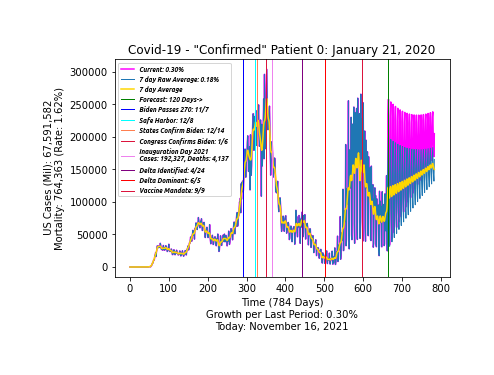 Covid-19 - "Confirmed" Patient 0: January 21, 2020
US Cases (Mil): 67,591,582
Mortality: 764,363 (Rate: 1.62%)
300000
250000
200000
150000
100000
50000
0
Current: 0.30%
7 day Raw Average: 0.18%
7 day Average
Forecast: 120 Days->
Biden Passes 270: 11/7
Safe Harbor: 12/8
States Confirm Biden: 12/14
Congress Confirms Biden: 1/6
Inauguration Day 2021
Cases: 192,327, Deaths: 4,137
Delta Identified: 4/24
Delta Dominant: 6/5
Vaccine Mandate: 9/9
0 100 200 300 400 500 600 700 800
Time (784 Days)
Growth per Last Period: 0.30%
Today: November 16, 2021